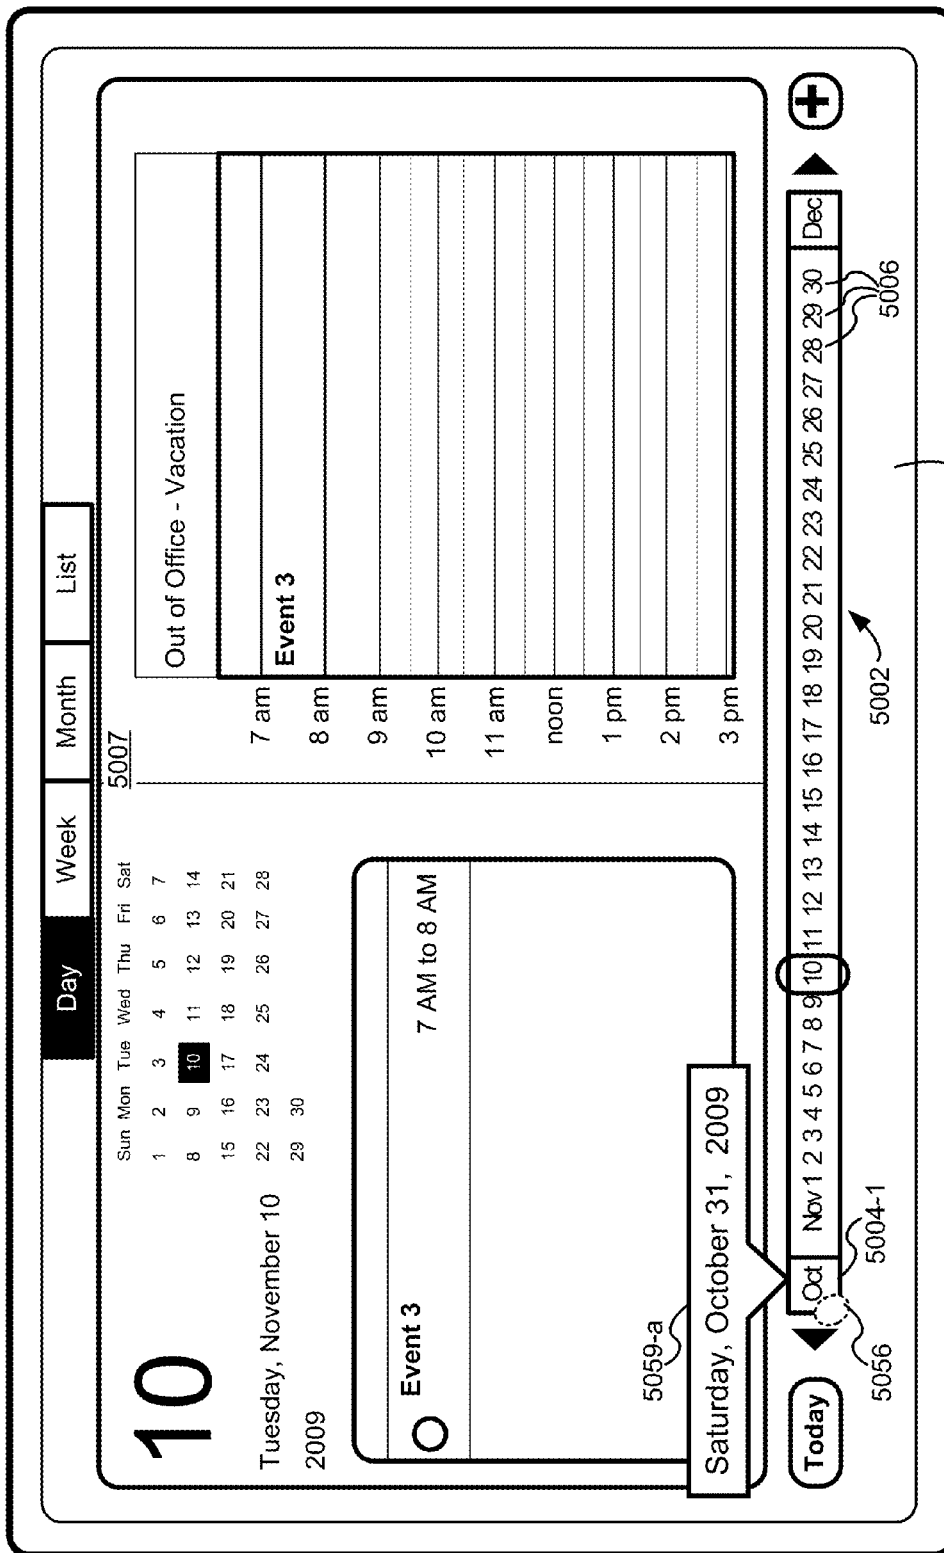 Day Week Month List
5007
10
Tuesday, November 10
2009
Sun Mon Tue Wed Thu Fri Sat
1 2 3 4 5 6 7
8 9 10 11 12 13 14
15 16 17 18 19 20 21
22 23 24 25 26 27 28
29 30
Event 3 7 AM to 8 AM
Out of Office - Vacation
7 am
Event 3
8 am
9 am
10 am
11 am
noon
1 pm
2 pm
3 pm
5059-a
Saturday, October 31, 2009
Today Oct Nov 1 2 3 4 5 6 7 8 9 10 11 12 13 14 15 16 17 18 19 20 21 22 23 24 25 26 27 28 29 30 Dec +
5056
5004-1
5002
5006